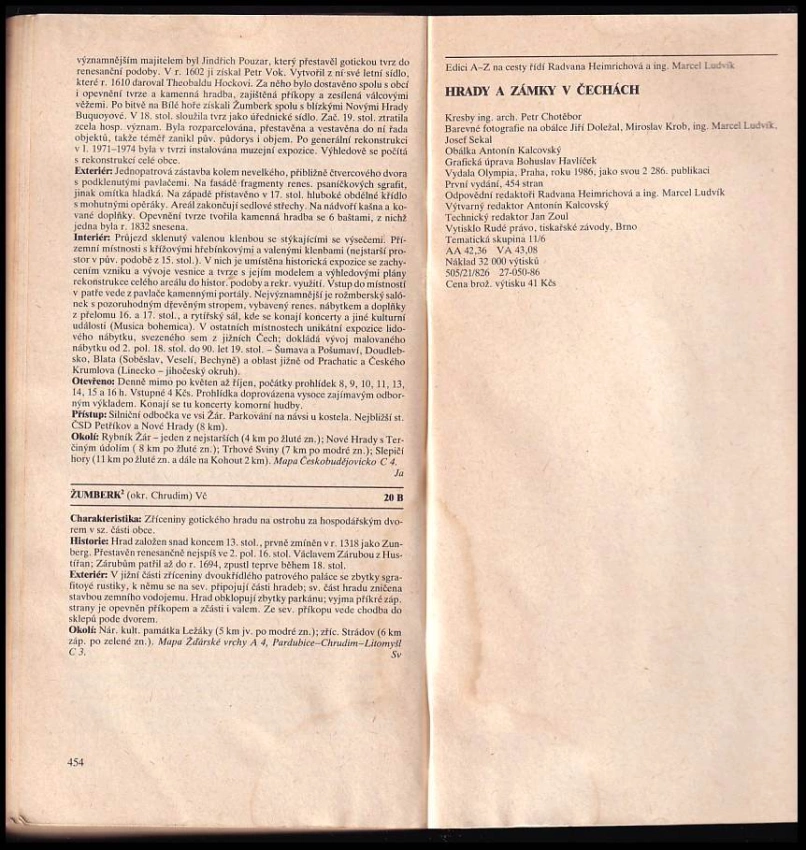 významnějším majitelem byl Jindřich Pouzar, který přestavěl gotickou tvrz do
renesanční podoby. V r. 1602 ji získal Petr Vok. Vytvořil z ní své letní sídlo,
které r. 1610 daroval Theobaldu Hockovi. Za něho bylo dostavěno spolu s obcí
i opevnění tvrze a kamenná hradba, zajištěná příkopy a zesílená válcovými
věžemi. Po bitvě na Bílé hoře získali Žumberk spolu s blízkými Novými Hrady
Buquoyové. V 18. stol. sloužila tvrz jako úřednické sídlo. Zač. 19. stol. ztratila
zcela hosp. význam. Byla rozparcelována, přestavěna a vestavěna do ní řada
objektů, takže téměř zanikl pův. půdorys i objem. Po generální rekonstrukci
v l. 1971–1974 byla v tvrzi instalována muzejní expozice. Výhledově se počítá
s rekonstrukcí celé obce.
Exteriér: Jednopatrová zástavba kolem nevelkého, přibližně čtvercového dvora
s podklenutými pavlačemi. Na fasádě fragmenty renes. psaníčkových sgrafit,
jinak omítka hladká. Na západě přistavěno v 17. stol. hluboké obdélné křídlo
s mohutnými opěráky. Areál zakončují sedlové střechy. Na nádvoří kašna a ko-
vané doplňky. Opevnění tvrze tvořila kamenná hradba se 6 baštami, z nichž
jedna byla r. 1832 snesena.
Interiér: Průjezd sklenutý valenou klenbou se stýkajícími se výsečemi. Pří-
zemní místnosti s křížovými hřebínkovými a valenými klenbami (nejstarší pro-
stor v pův. podobě z 15. stol.). V nich je umístěna historická expozice se zachy-
cením vzniku a vývoje vesnice a tvrze s jejím modelem a výhledovými plány
rekonstrukce celého areálu do histor. podoby a rekr. využití. Vstup do místností
v patře vede z pavlače kamennými portály. Nejvýznamnější je rožmberský saló-
nek s pozoruhodným dřevěným stropem, vybavený renes. nábytkem a doplňky
z přelomu 16. a 17. stol., a rytířský sál, kde se konají koncerty a jiné kulturní
události (Musica bohemica). V ostatních místnostech unikátní expozice lido-
vého nábytku, svezeného sem z jižních Čech; dokládá vývoj malovaného
nábytku od 2. pol. 18. stol. do 90. let 19. stol. – Šumava a Pošumaví, Doudleb-
sko, Blata (Soběslav, Veselí, Bechyně) a oblast jižně od Prachatic a Českého
Krumlova (Linecko – jihočeský okruh).
Otevřeno: Denně mimo po květen až říjen, počátky prohlídek 8, 9, 10, 11, 13,
14, 15 a 16 h. Vstupné 4 Kčs. Prohlídka doprovázena vysoce zajímavým odbor-
ným výkladem. Konají se tu koncerty komorní hudby.
Přístup: Silniční odbočka ve vsi Žár. Parkování na návsi u kostela. Nejbližší st.
ČSD Petříkov a Nové Hrady (8 km).
Okolí: Rybník Žár – jeden z nejstarších (4 km po žluté zn.); Nové Hrady s Ter-
činým údolím ( 8 km po žluté zn.); Trhové Sviny (7 km po modré zn.); Slepičí
hory (11 km po žluté zn. a dále na Kohout 2 km). Mapa Českobudějovicko C 4.
Ja
ŽUMBERK² (okr. Chrudim) Vč 20 B
Charakteristika: Zříceniny gotického hradu na ostrohu za hospodářským dvo-
rem v sz. části obce.
Historie: Hrad založen snad koncem 13. stol., prvně zmíněn v r. 1318 jako Zun-
berg. Přestavěn renesančně nejspíš ve 2. pol. 16. stol. Václavem Zárubou z Hus-
tířan; Zárubům patřil až do r. 1694, zpustl teprve během 18. stol.
Exteriér: V jižní části zříceniny dvoukřídlého patrového paláce se zbytky sgra-
fitové rustiky, k němu se na sev. připojují části hradeb; sv. část hradu zničena
stavbou zemního vodojemu. Hrad obklopují zbytky parkánu; vyjma příkré záp.
strany je opevněn příkopem a zčásti i valem. Ze sev. příkopu vede chodba do
sklepů pode dvorem.
Okolí: Nár. kult. památka Ležáky (5 km jv. po modré zn.); zříc. Strádov (6 km
záp. po zelené zn.). Mapa Žďárské vrchy A 4, Pardubice–Chrudim–Litomyšl
C 3. Sv
454
Edici A–Z na cesty řídí Radvana Heimrichová a ing. Marcel Ludvík
HRADY A ZÁMKY V ČECHÁCH
Kresby ing. arch. Petr Chotěbor
Barevné fotografie na obálce Jiří Doležal, Miroslav Krob, ing. Marcel Ludvík,
Josef Sekal
Obálka Antonín Kalcovský
Grafická úprava Bohuslav Havlíček
Vydala Olympia, Praha, roku 1986, jako svou 2 286. publikaci
První vydání, 454 stran
Odpovědní redaktoři Radvana Heimrichová a ing. Marcel Ludvík
Výtvarný redaktor Antonín Kalcovský
Technický redaktor Jan Zoul
Vytisklo Rudé právo, tiskařské závody, Brno
Tematická skupina 11/6
AA 42,36 VA 43,08
Náklad 32 000 výtisků
505/21/826 27-050-86
Cena brož. výtisku 41 Kčs